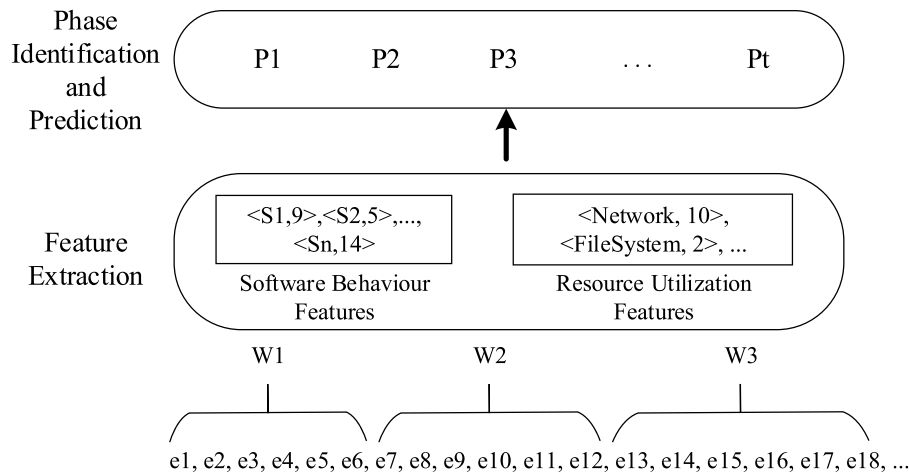 Phase
Identification
and
Prediction
P1 P2 P3 ... Pt
Feature
Extraction
<S1,9>,<S2,5>,...,
<Sn,14>
Software Behaviour
Features
<Network, 10>,
<FileSystem, 2>, ...
Resource Utilization
Features
W1 W2 W3
e1, e2, e3, e4, e5, e6, e7, e8, e9, e10, e11, e12, e13, e14, e15, e16, e17, e18, ...